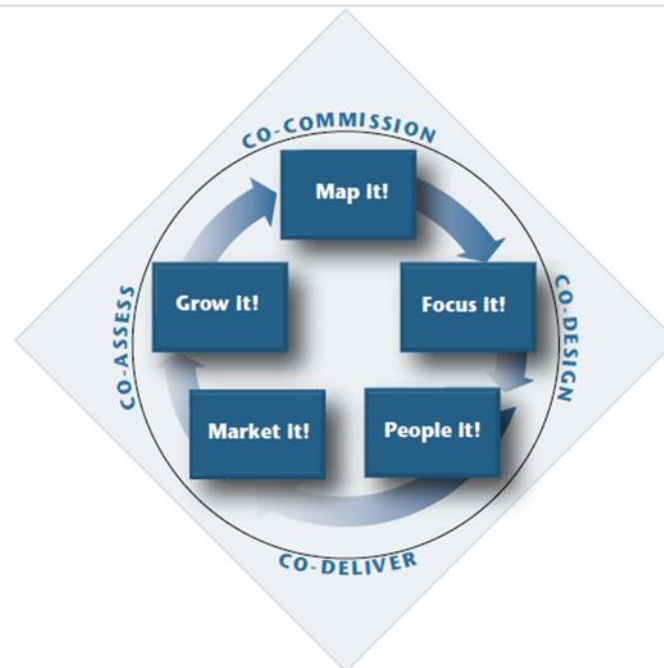 CO-COMMISSION
Map it!
Grow it!
Focus it!
CO-ASSESS
CO-DESIGN
Market it!
People it!
CO-DELIVER